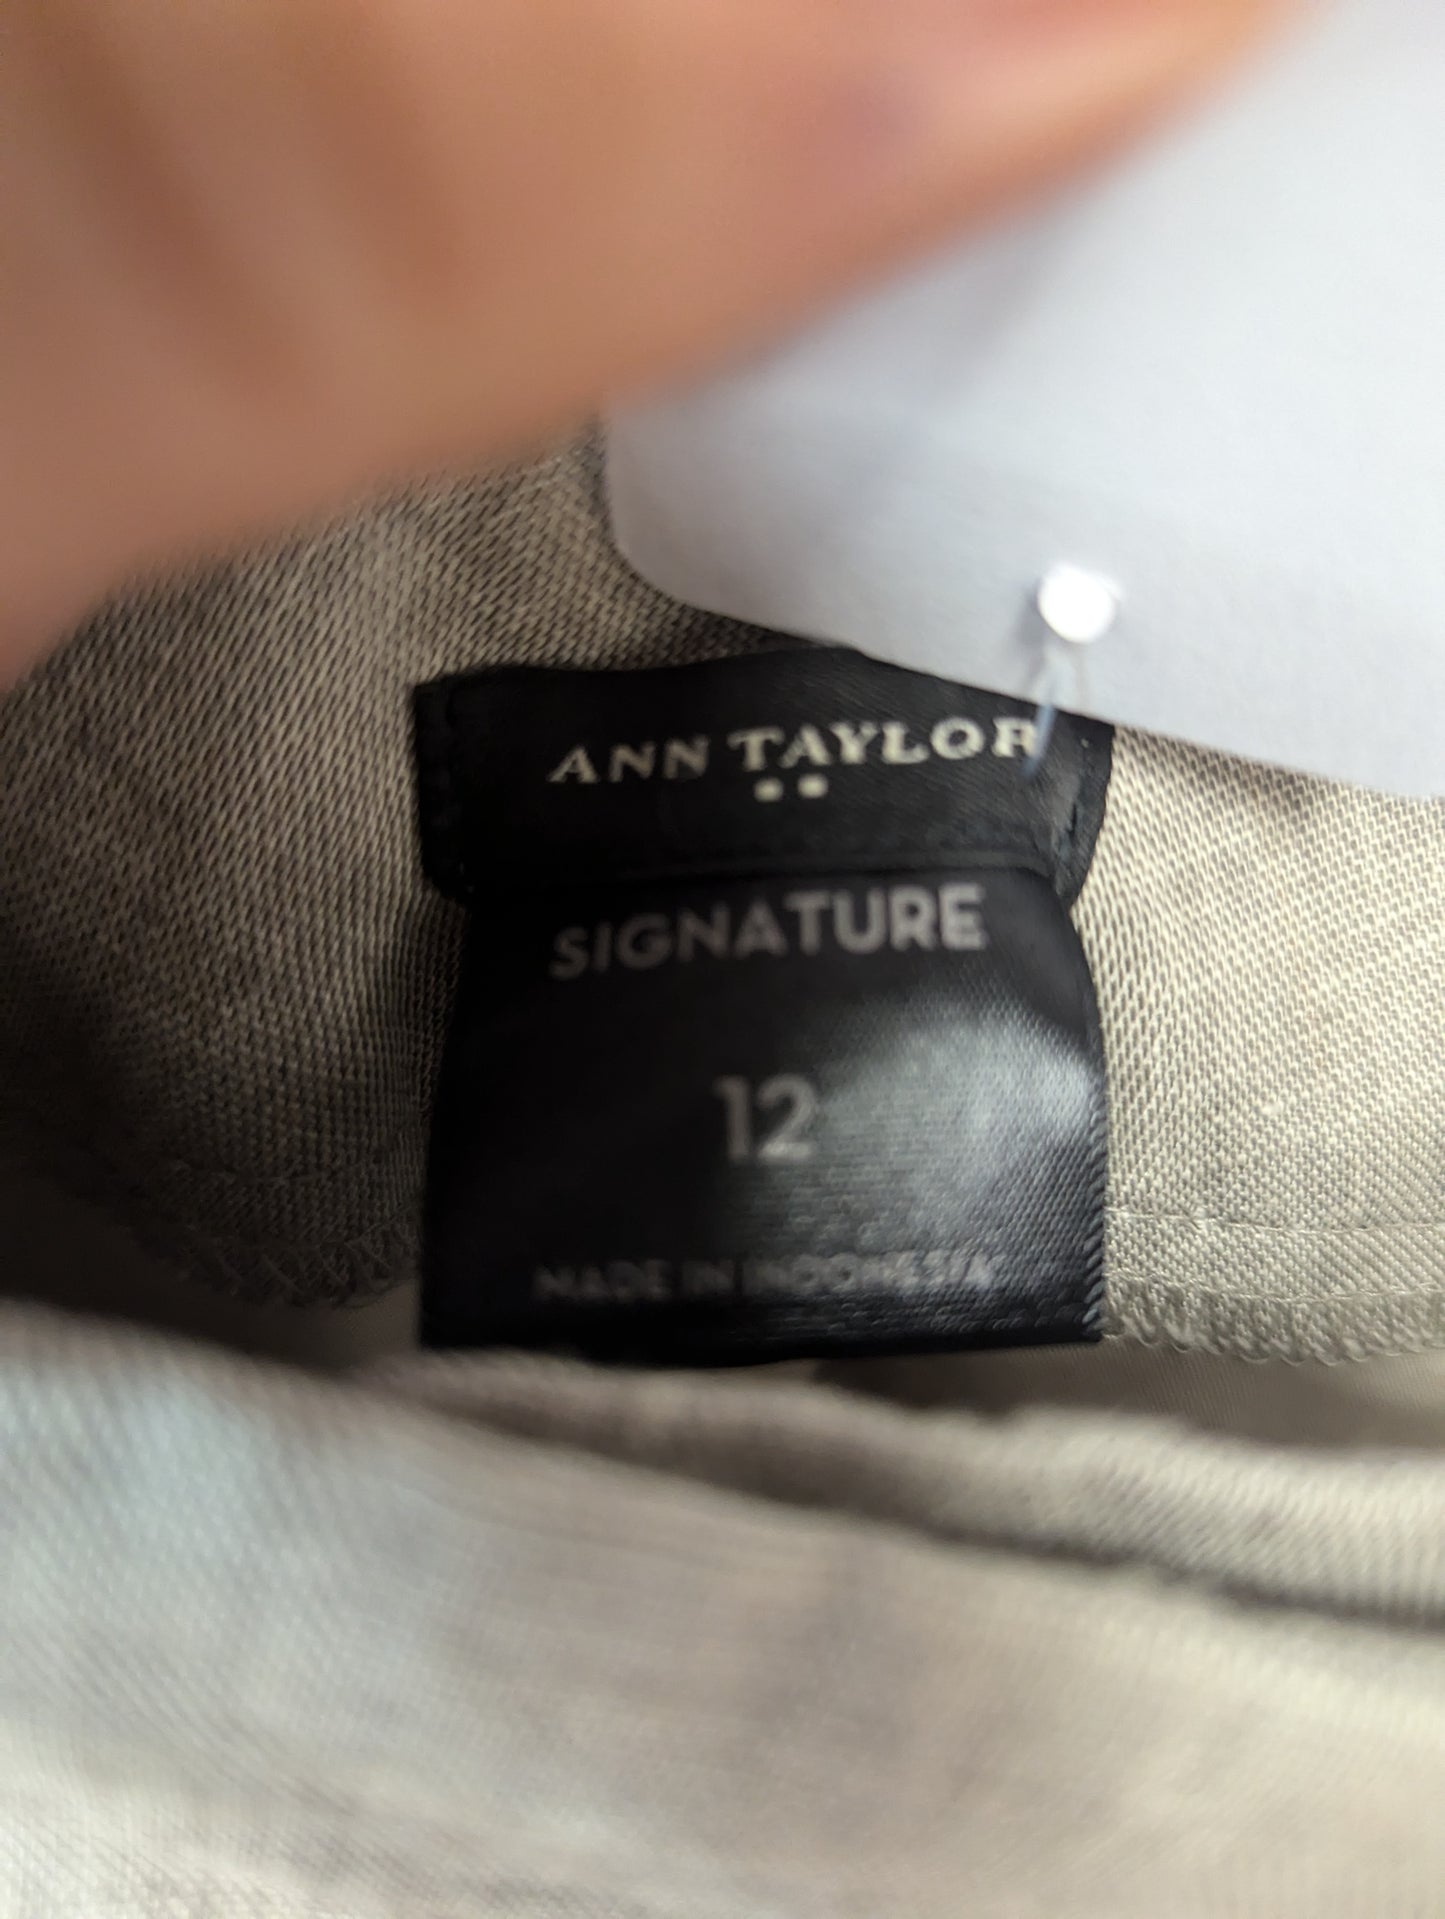 ANN TAYLOR
SIGNATURE
12
MADE IN INDONESIA